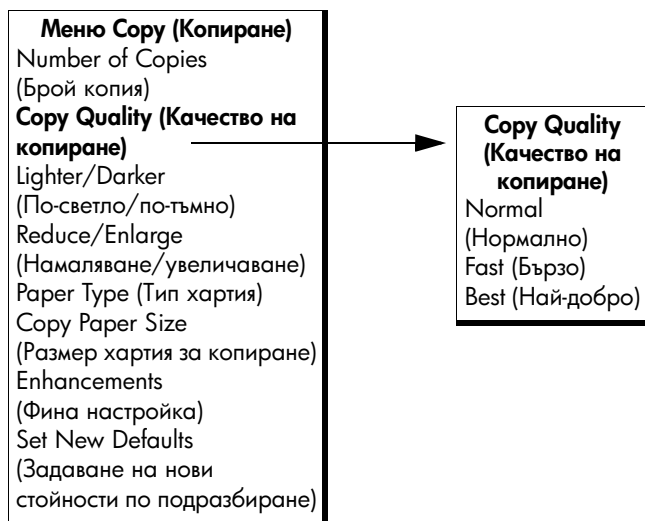 Меню Copy (Копиране)
Number of Copies
(Брой копия)
Copy Quality (Качество на
копиране)
Lighter/Darker
(По-светло/по-тъмно)
Reduce/Enlarge
(Намаляване/увеличаване)
Paper Type (Тип хартия)
Copy Paper Size
(Размер хартия за копиране)
Enhancements
(Фина настройка)
Set New Defaults
(Задаване на нови
стойности по подразбиране)
Copy Quality
(Качество на
копиране)
Normal
(Нормално)
Fast (Бързо)
Best (Най-добро)